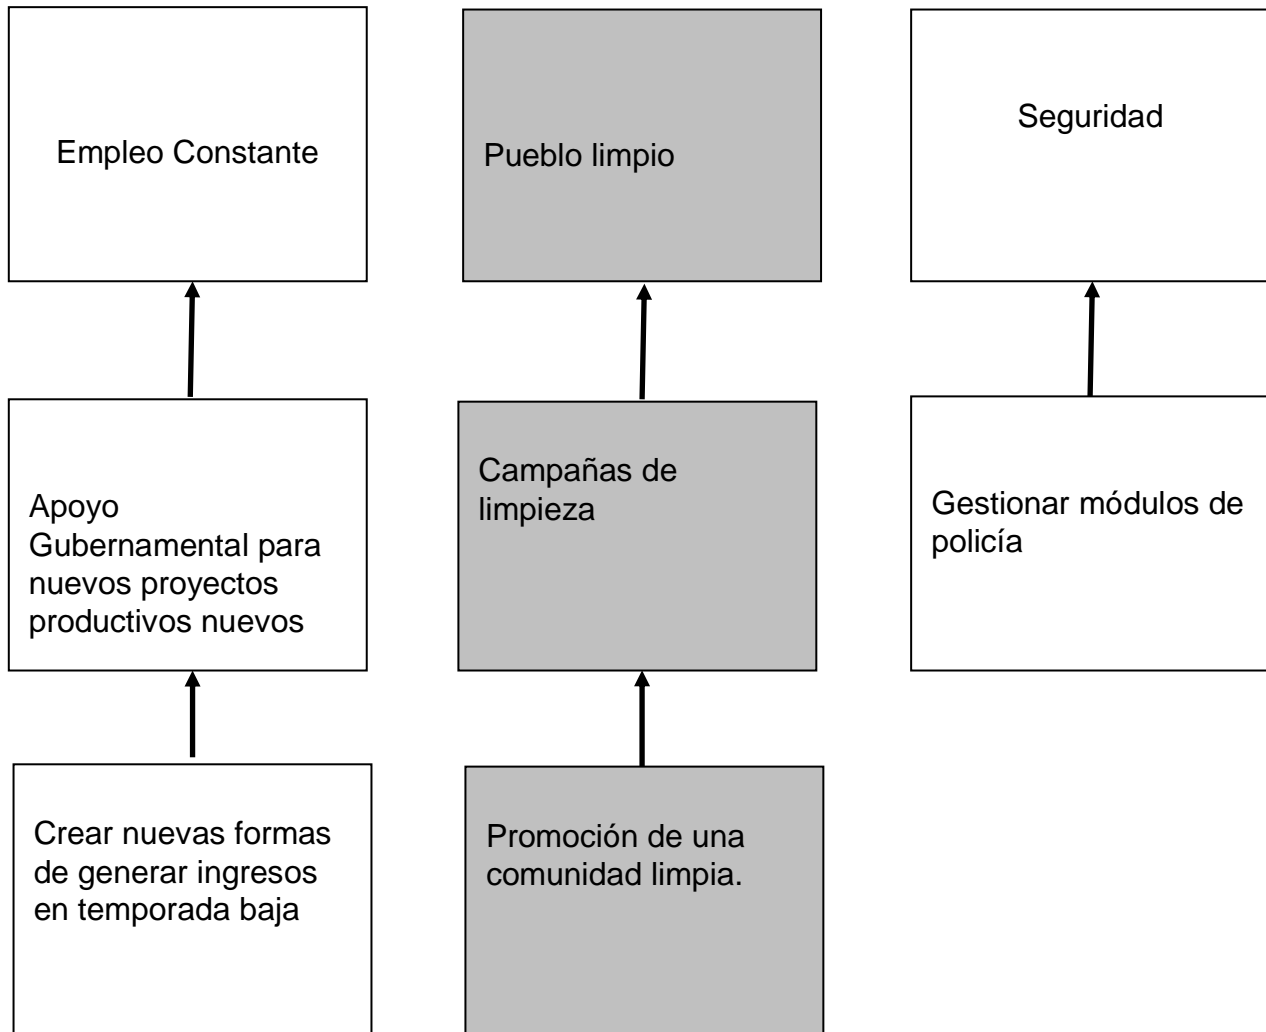 Empleo Constante
Pueblo limpio
Seguridad
Apoyo
Gubernamental para
nuevos proyectos
productivos nuevos
Campañas de
limpieza
Gestionar módulos de
policía
Crear nuevas formas
de generar ingresos
en temporada baja
Promoción de una
comunidad limpia.